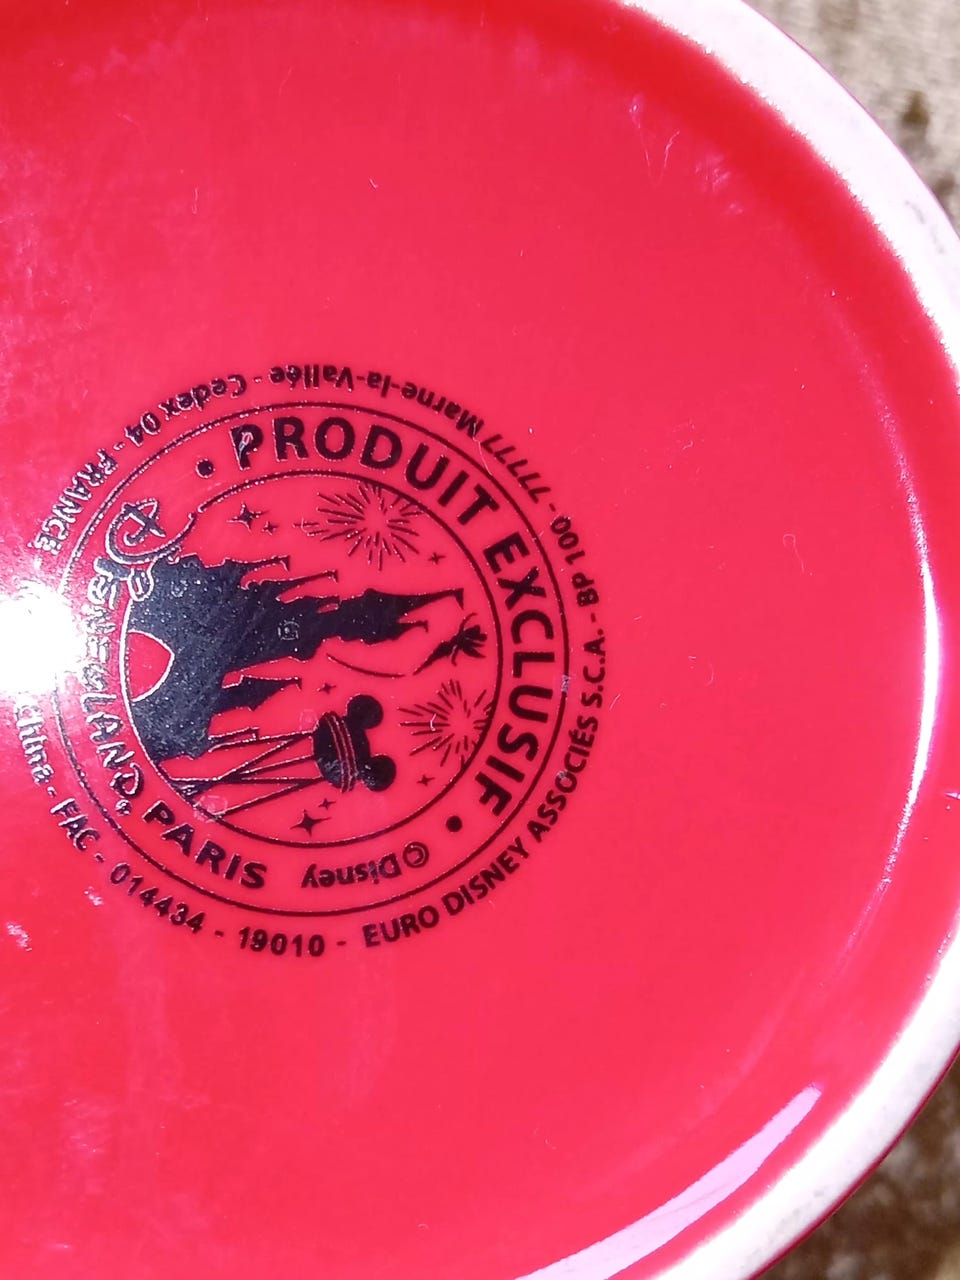 • PRODUIT EXCLUSIF •
Disneyland PARIS
©Disney
China - FAC - 014434 - 19010 - EURO DISNEY ASSOCIÉS S.C.A. - BP 100 - 77777 Marne-la-Vallée - Cedex 04 - FRANCE